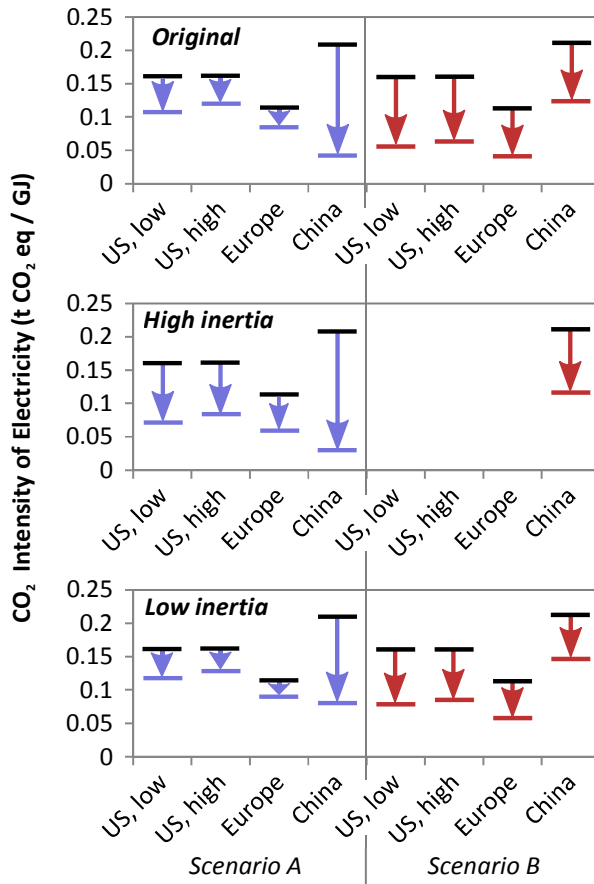 CO₂ Intensity of Electricity (t CO₂ eq / GJ)
Original
0.25
0.2
0.15
0.1
0.05
0
US, low
US, high
Europe
China
US, low
US, high
Europe
China
High inertia
0.25
0.2
0.15
0.1
0.05
0
US, low
US, high
Europe
China
US, low
US, high
Europe
China
Low inertia
0.25
0.2
0.15
0.1
0.05
0
US, low
US, high
Europe
China
US, low
US, high
Europe
China
Scenario A
Scenario B